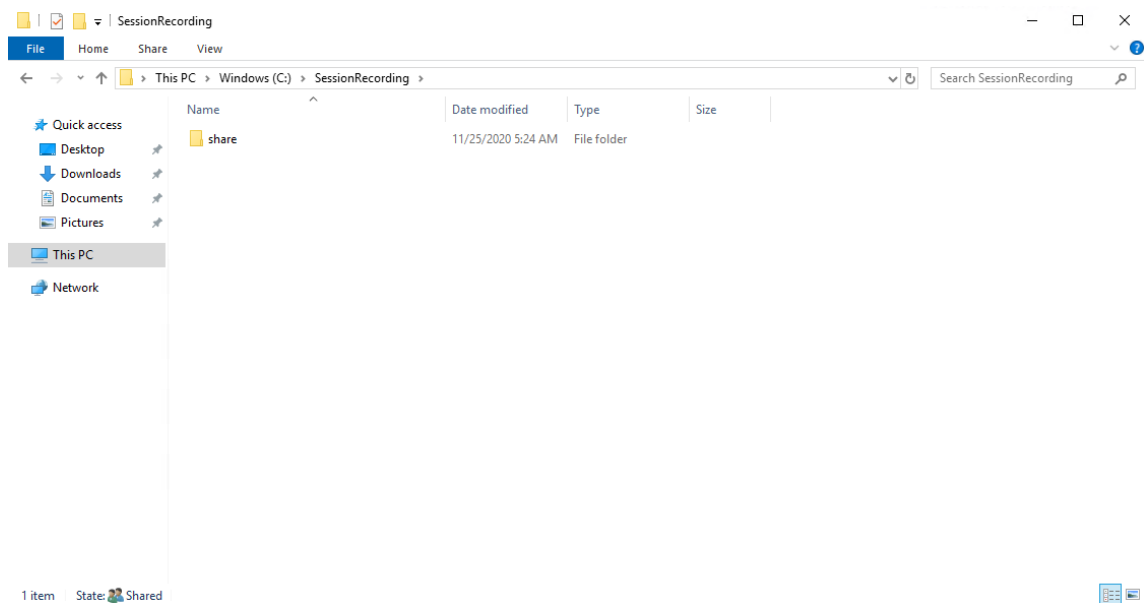 SessionRecording
File Home Share View
This PC > Windows (C:) > SessionRecording >
Search SessionRecording
Name Date modified Type Size
share 11/25/2020 5:24 AM File folder
Quick access
Desktop
Downloads
Documents
Pictures
This PC
Network
1 item State: Shared